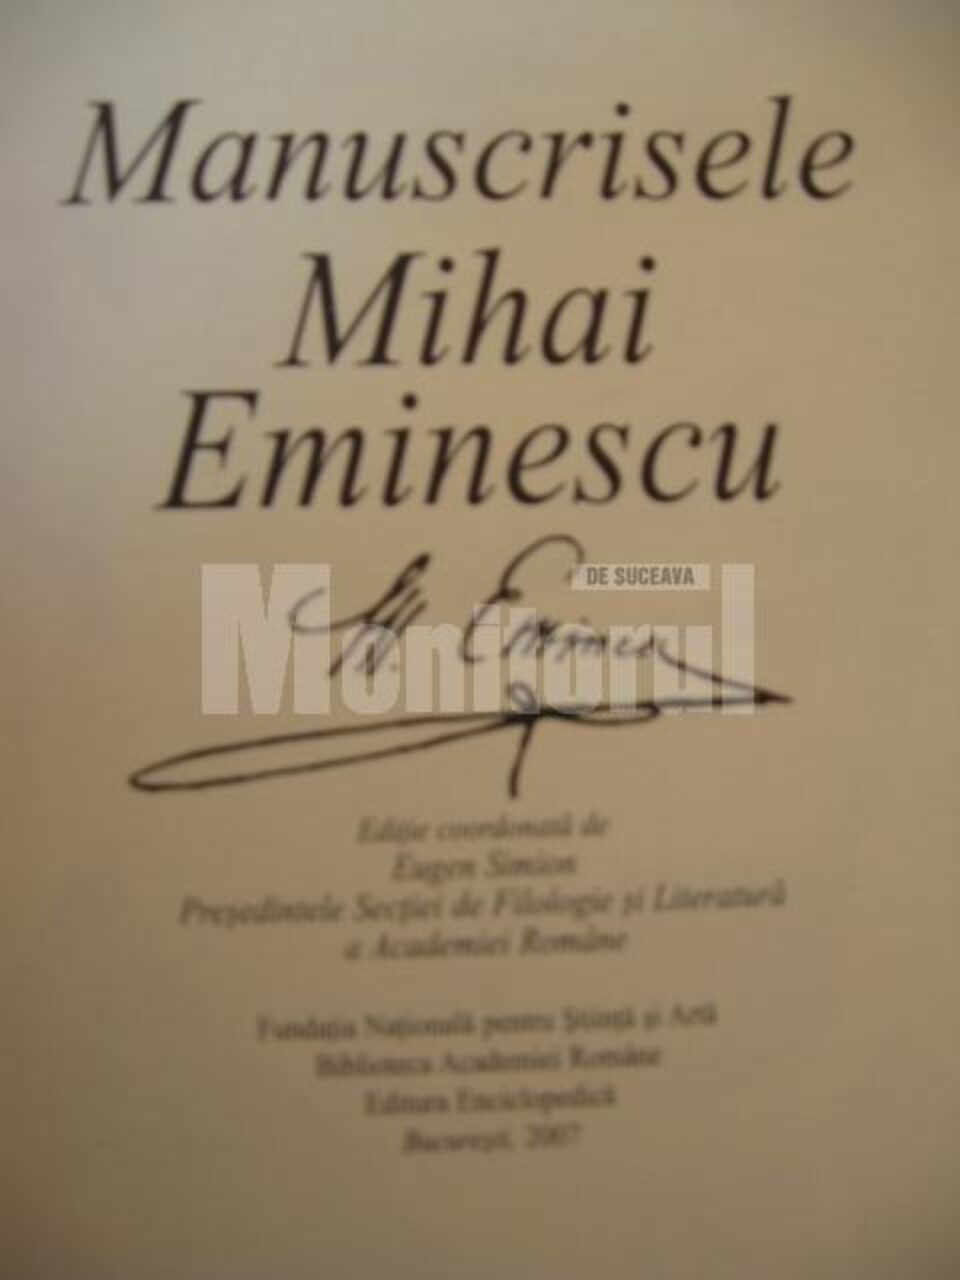 Manuscrisele
Mihai
Eminescu
M. Eminescu
DE SUCEAVA
Monitorul
Ediție coordonată de
Eugen Simion
Președintele Secției de Filologie și Literatură
a Academiei Române
Fundația Națională pentru Știință și Artă
Biblioteca Academiei Române
Editura Enciclopedică
București, 2007